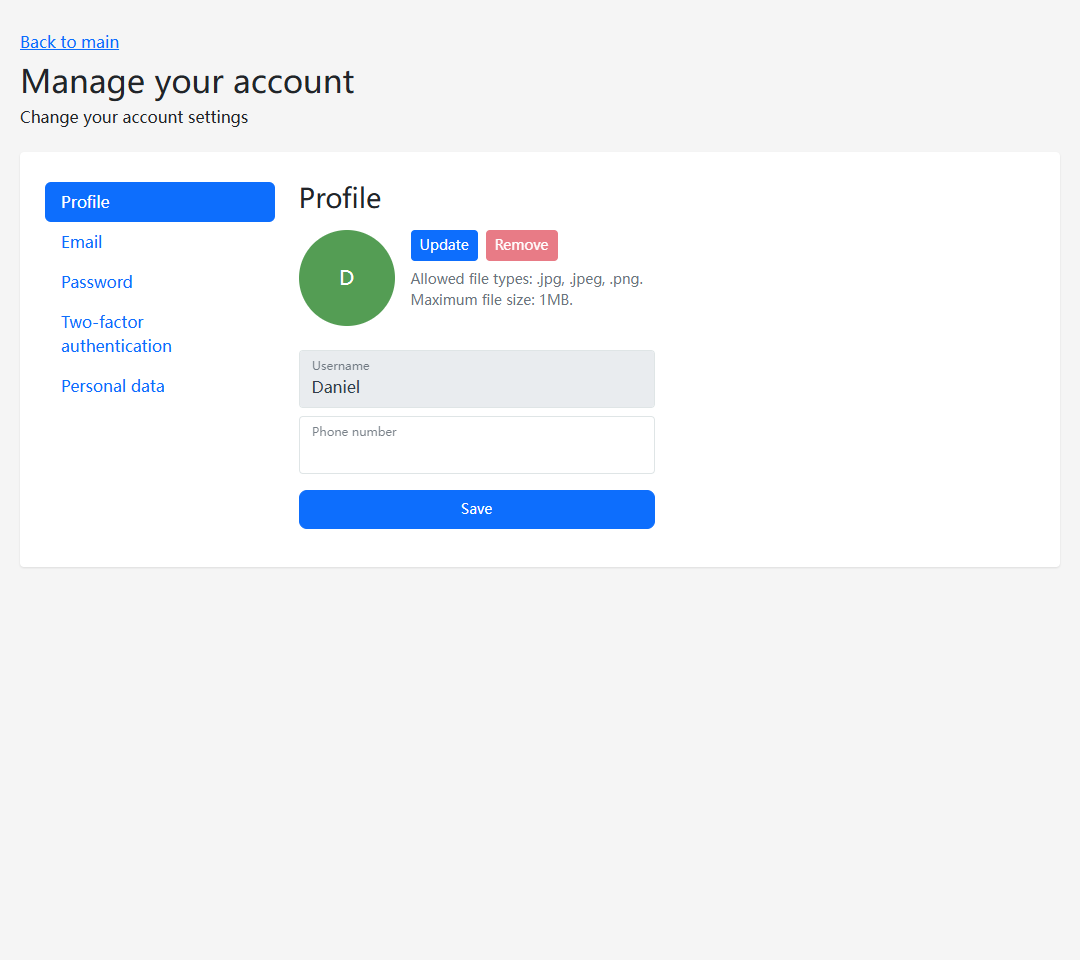 Back to main
Manage your account
Change your account settings
Profile
Email
Password
Two-factor
authentication
Personal data
Profile
D
Update
Remove
Allowed file types: .jpg, .jpeg, .png.
Maximum file size: 1MB.
Username
Daniel
Phone number
Save